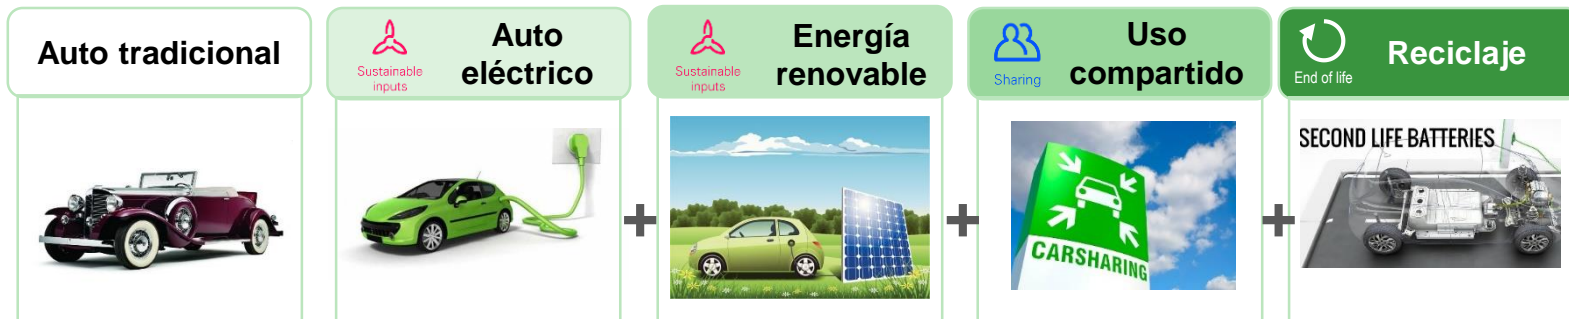 Auto tradicional
Sustainable
inputs
Auto
eléctrico
Sustainable
inputs
Energía
renovable
Sharing
Uso
compartido
End of life
Reciclaje
CARSHARING
SECOND LIFE BATTERIES
+
+
+